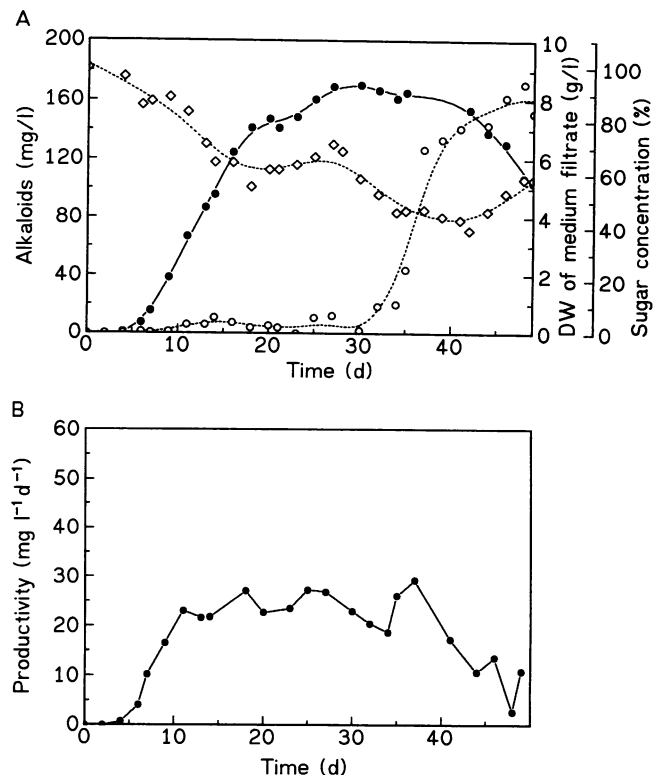 A
200
160
120
80
40
0
Alkaloids (mg/l)
0 10 20 30 40
Time (d)
10
8
6
4
2
0
DW of medium filtrate (g/l)
100
80
60
40
20
0
Sugar concentration (%)
B
60
50
40
30
20
10
0
Productivity (mg l⁻¹d⁻¹)
0 10 20 30 40
Time (d)